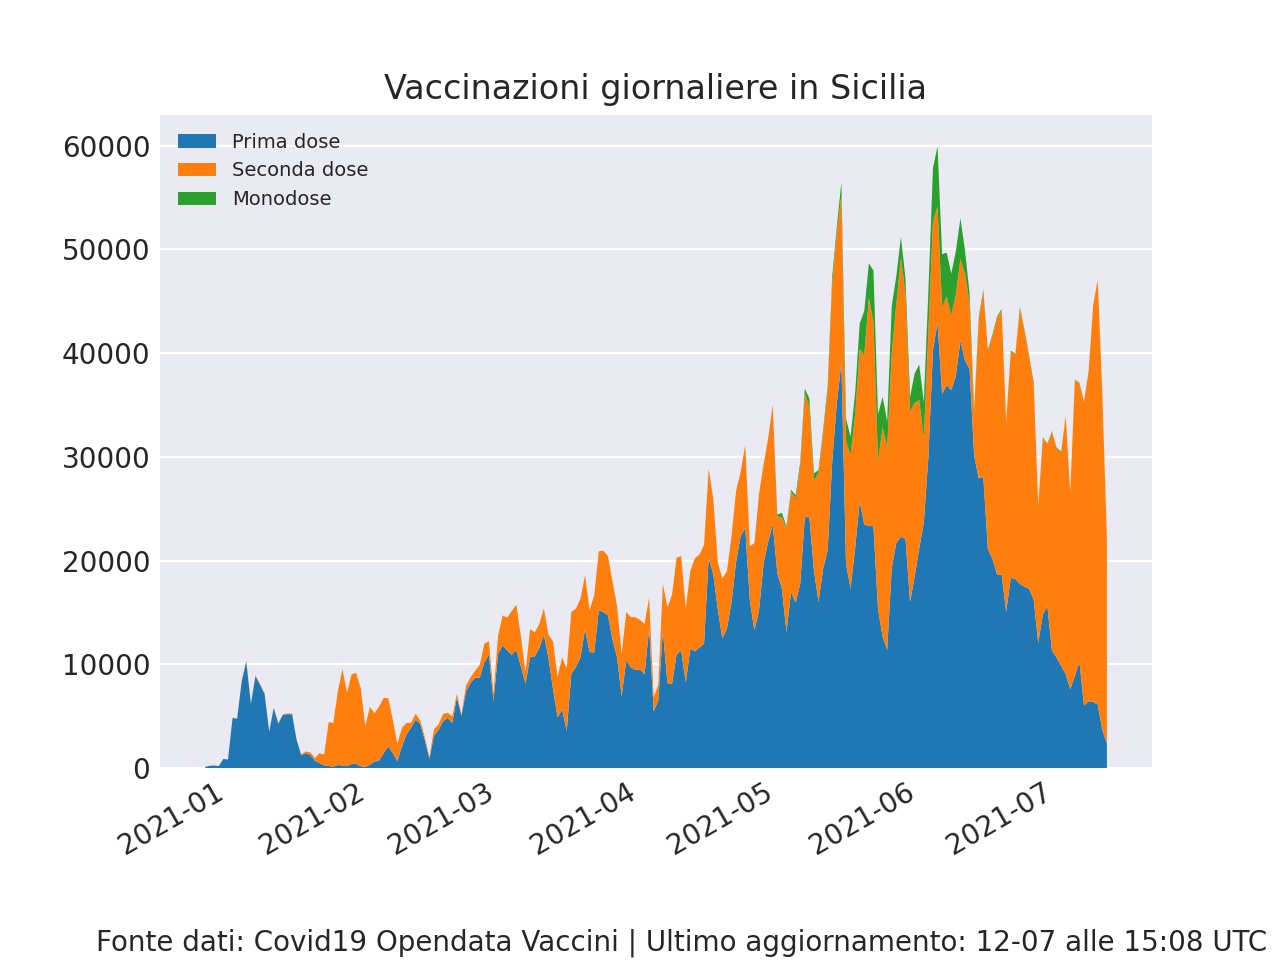 Vaccinazioni giornaliere in Sicilia
Prima dose
Seconda dose
Monodose
60000
50000
40000
30000
20000
10000
0
2021-01
2021-02
2021-03
2021-04
2021-05
2021-06
2021-07
Fonte dati: Covid19 Opendata Vaccini | Ultimo aggiornamento: 12-07 alle 15:08 UTC